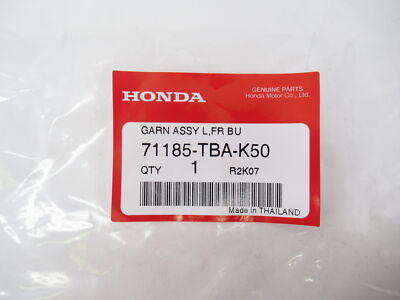 GENUINE PARTS
Honda Motor Co., Ltd.
HONDA
GARN ASSY L,FR BU
71185-TBA-K50
QTY 1 R2K07
Made in THAILAND